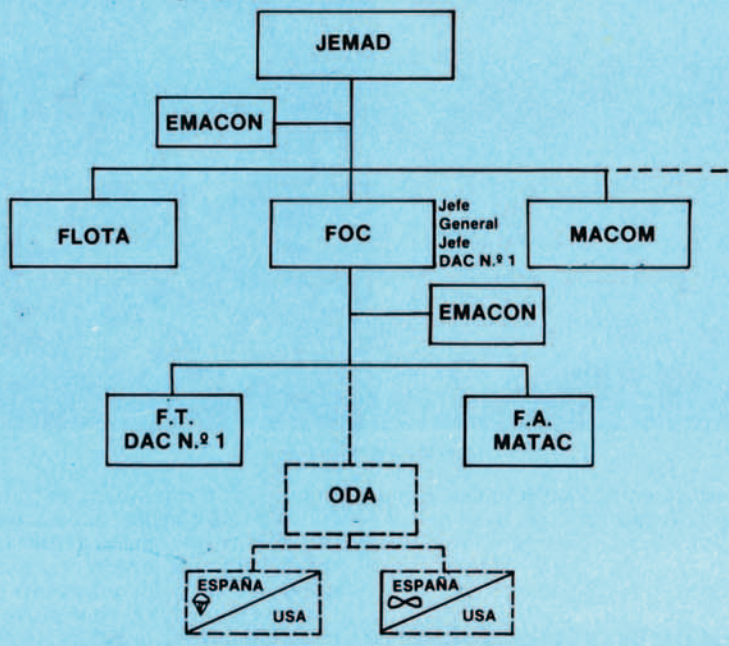 JEMAD
EMACON
FLOTA
FOC
Jefe
General
Jefe
DAC N.º 1
MACOM
EMACON
F.T.
DAC N.º 1
F.A.
MATAC
ODA
ESPAÑA
USA
ESPAÑA
USA